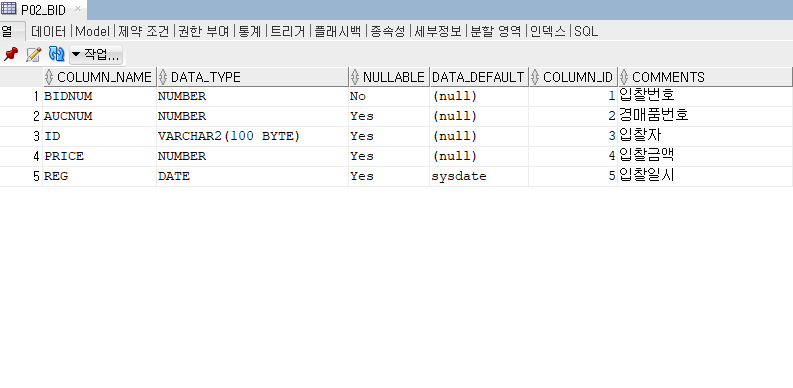 P02_BID
열 데이터 Model 제약 조건 권한 부여 통계 트리거 플래시백 종속성 세부정보 분할 영역 인덱스 SQL
작업...
COLUMN_NAME DATA_TYPE NULLABLE DATA_DEFAULT COLUMN_ID COMMENTS
1 BIDNUM NUMBER No (null) 1 입찰번호
2 AUCNUM NUMBER Yes (null) 2 경매품번호
3 ID VARCHAR2(100 BYTE) Yes (null) 3 입찰자
4 PRICE NUMBER Yes (null) 4 입찰금액
5 REG DATE Yes sysdate 5 입찰일시